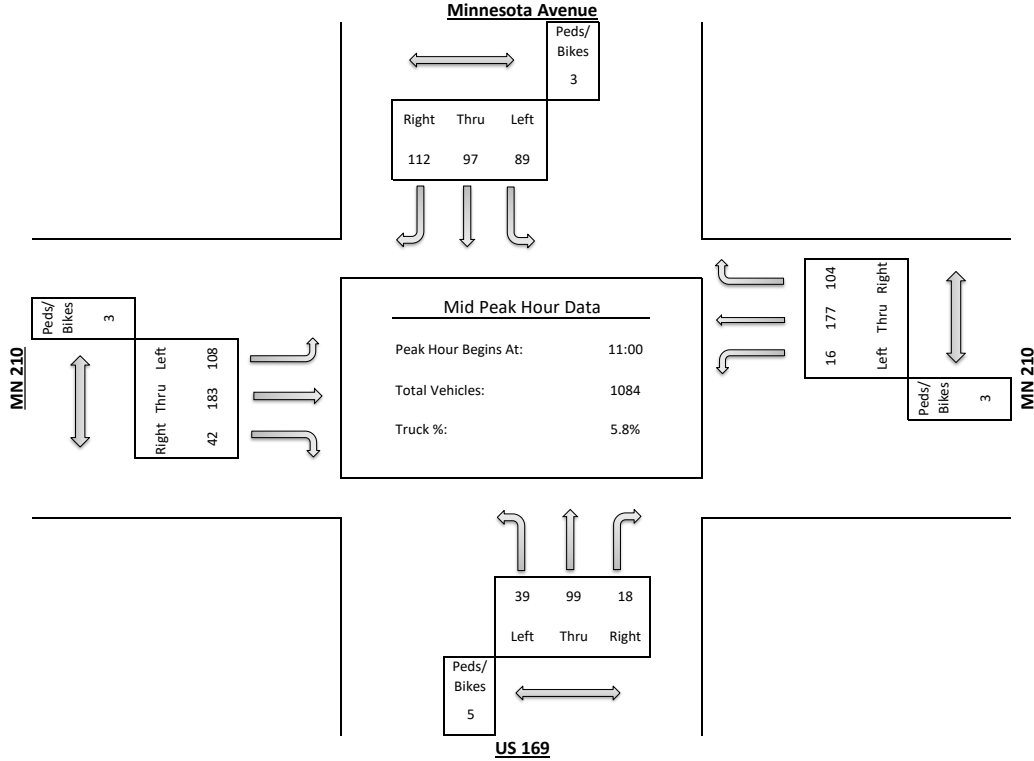 Minnesota Avenue
Peds/
Bikes
3
Right Thru Left
112 97 89
Mid Peak Hour Data
Peak Hour Begins At: 11:00
Total Vehicles: 1084
Truck %: 5.8%
MN 210
Peds/
Bikes
3
Right Thru Left
42 183 108
16 177 104
Left Thru Right
Peds/
Bikes
3
MN 210
39 99 18
Left Thru Right
Peds/
Bikes
5
US 169